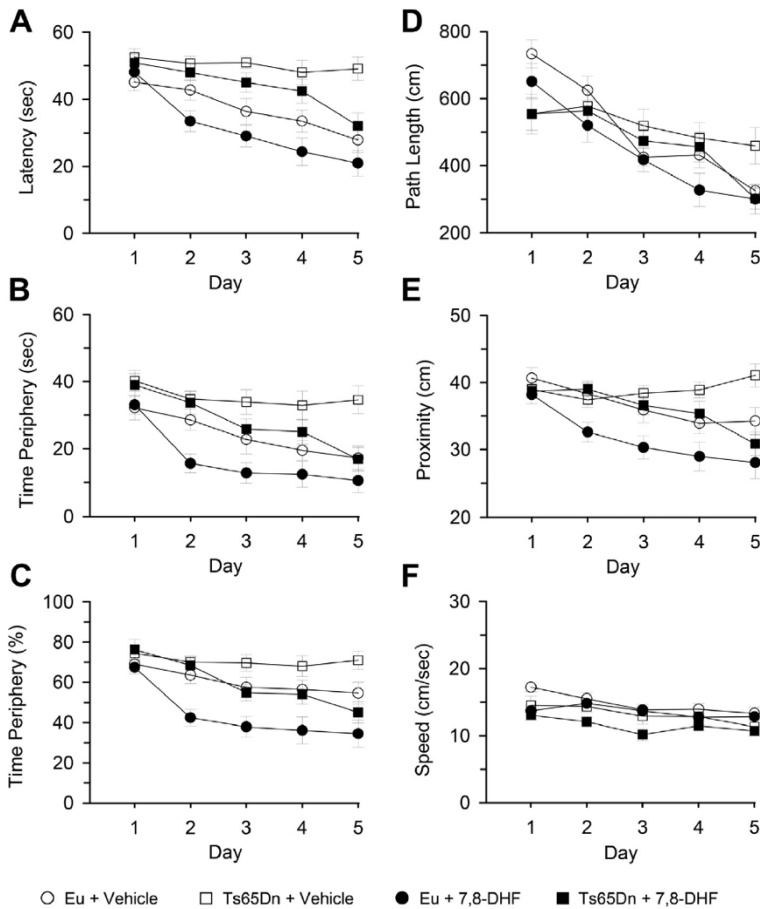 A
Latency (sec)
60
40
20
0
1 2 3 4 5
Day
B
Time Periphery (sec)
60
40
20
0
1 2 3 4 5
Day
C
Time Periphery (%)
100
80
60
40
20
0
1 2 3 4 5
Day
D
Path Length (cm)
800
600
400
200
1 2 3 4 5
Day
E
Proximity (cm)
50
40
30
20
1 2 3 4 5
Day
F
Speed (cm/sec)
30
20
10
0
1 2 3 4 5
Day
Eu + Vehicle Ts65Dn + Vehicle Eu + 7,8-DHF Ts65Dn + 7,8-DHF